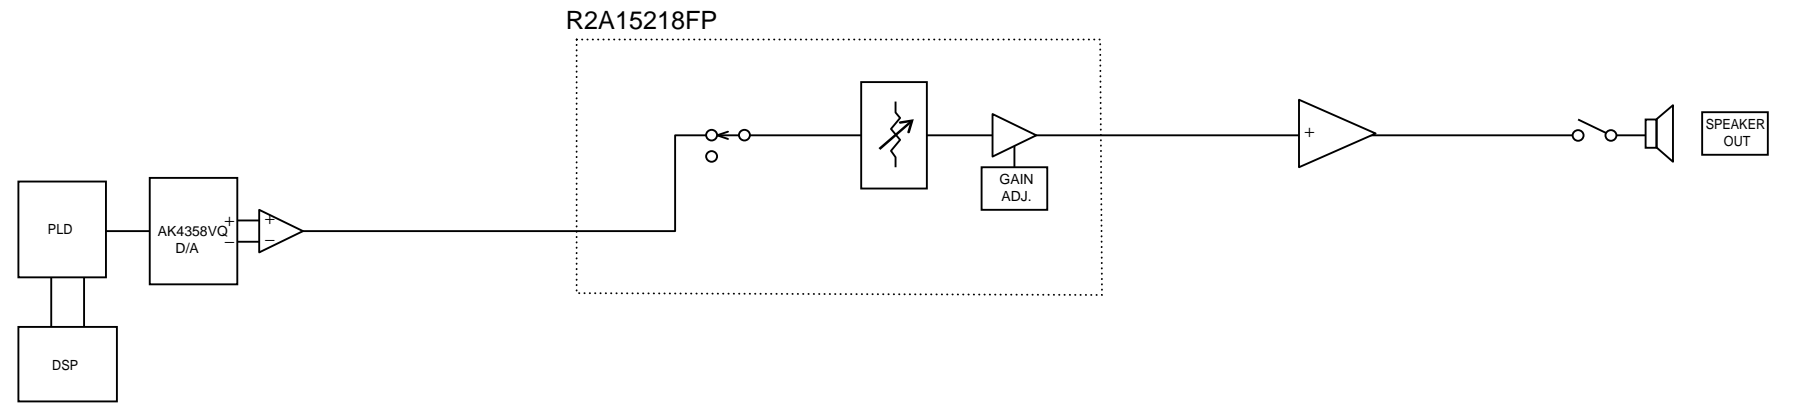 R2A15218FP
SPEAKER
OUT
+
GAIN
ADJ.
PLD
AK4358VQ
D/A
+
−
+
−
DSP